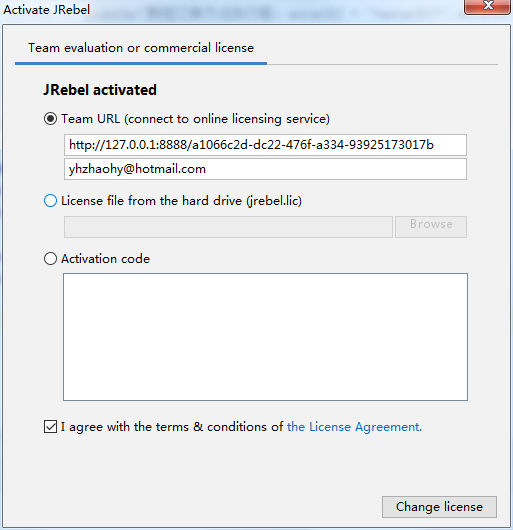 Activate JRebel
Team evaluation or commercial license
JRebel activated
Team URL (connect to online licensing service)
http://127.0.0.1:8888/a1066c2d-dc22-476f-a334-93925173017b
yhzhaohy@hotmail.com
License file from the hard drive (jrebel.lic)
Browse
Activation code
I agree with the terms & conditions of the License Agreement.
Change license